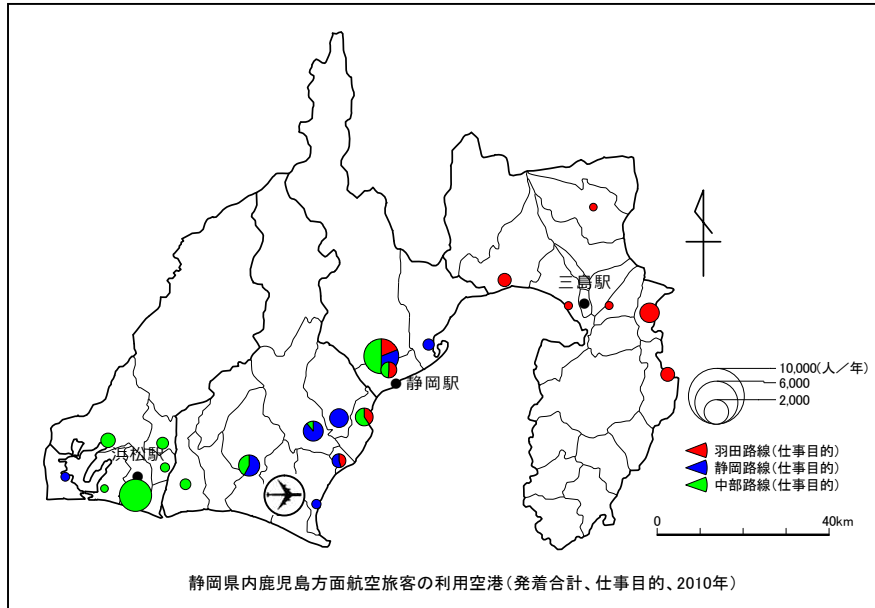 三島駅
静岡駅
浜松駅
10,000(人/年)
6,000
2,000
羽田路線(仕事目的)
静岡路線(仕事目的)
中部路線(仕事目的)
0
40km
静岡県内鹿児島方面航空旅客の利用空港(発着合計、仕事目的、2010年)